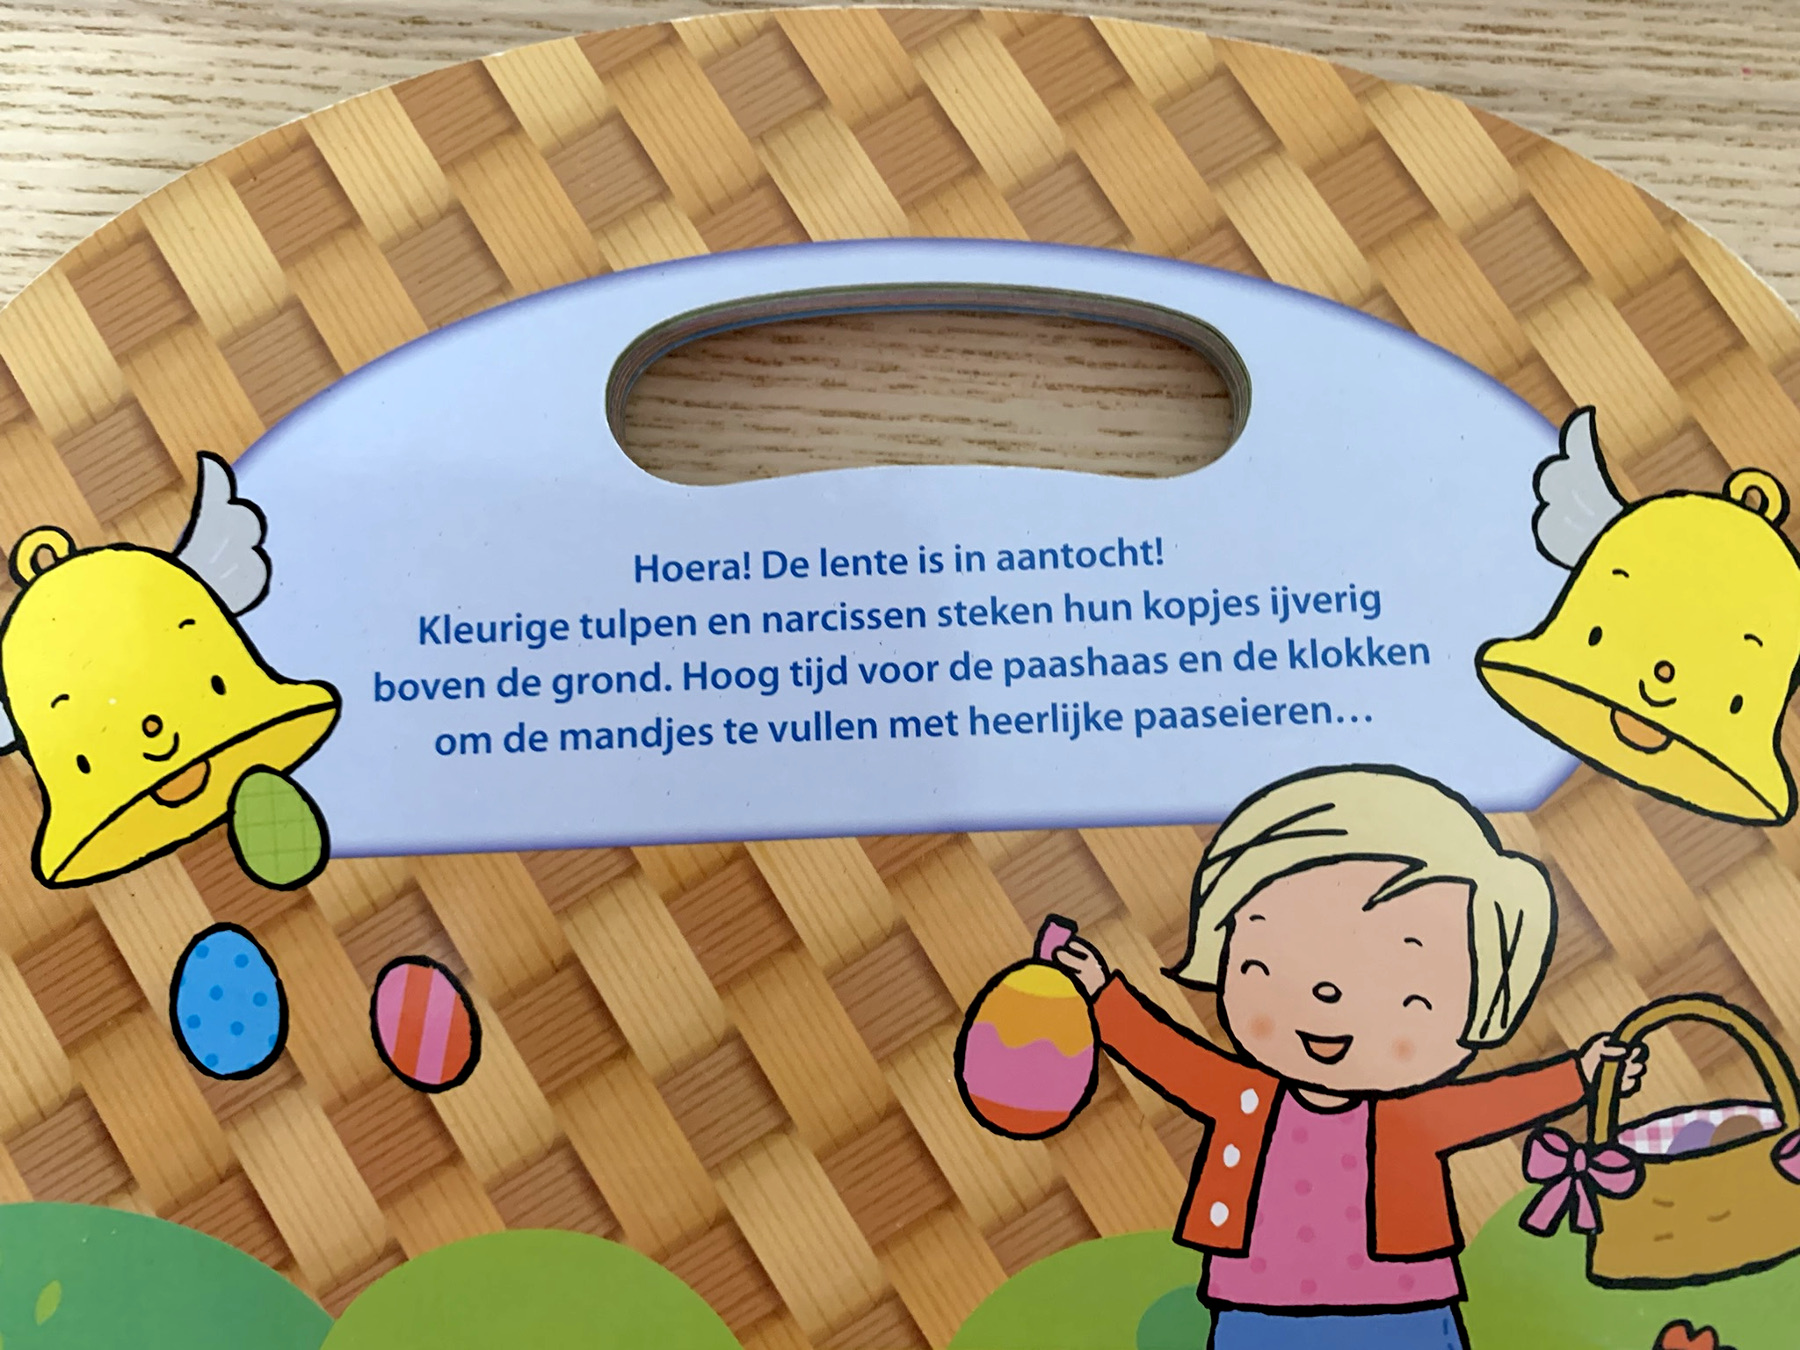 Hoera! De lente is in aantocht!
Kleurige tulpen en narcissen steken hun kopjes ijverig
boven de grond. Hoog tijd voor de paashaas en de klokken
om de mandjes te vullen met heerlijke paaseieren...